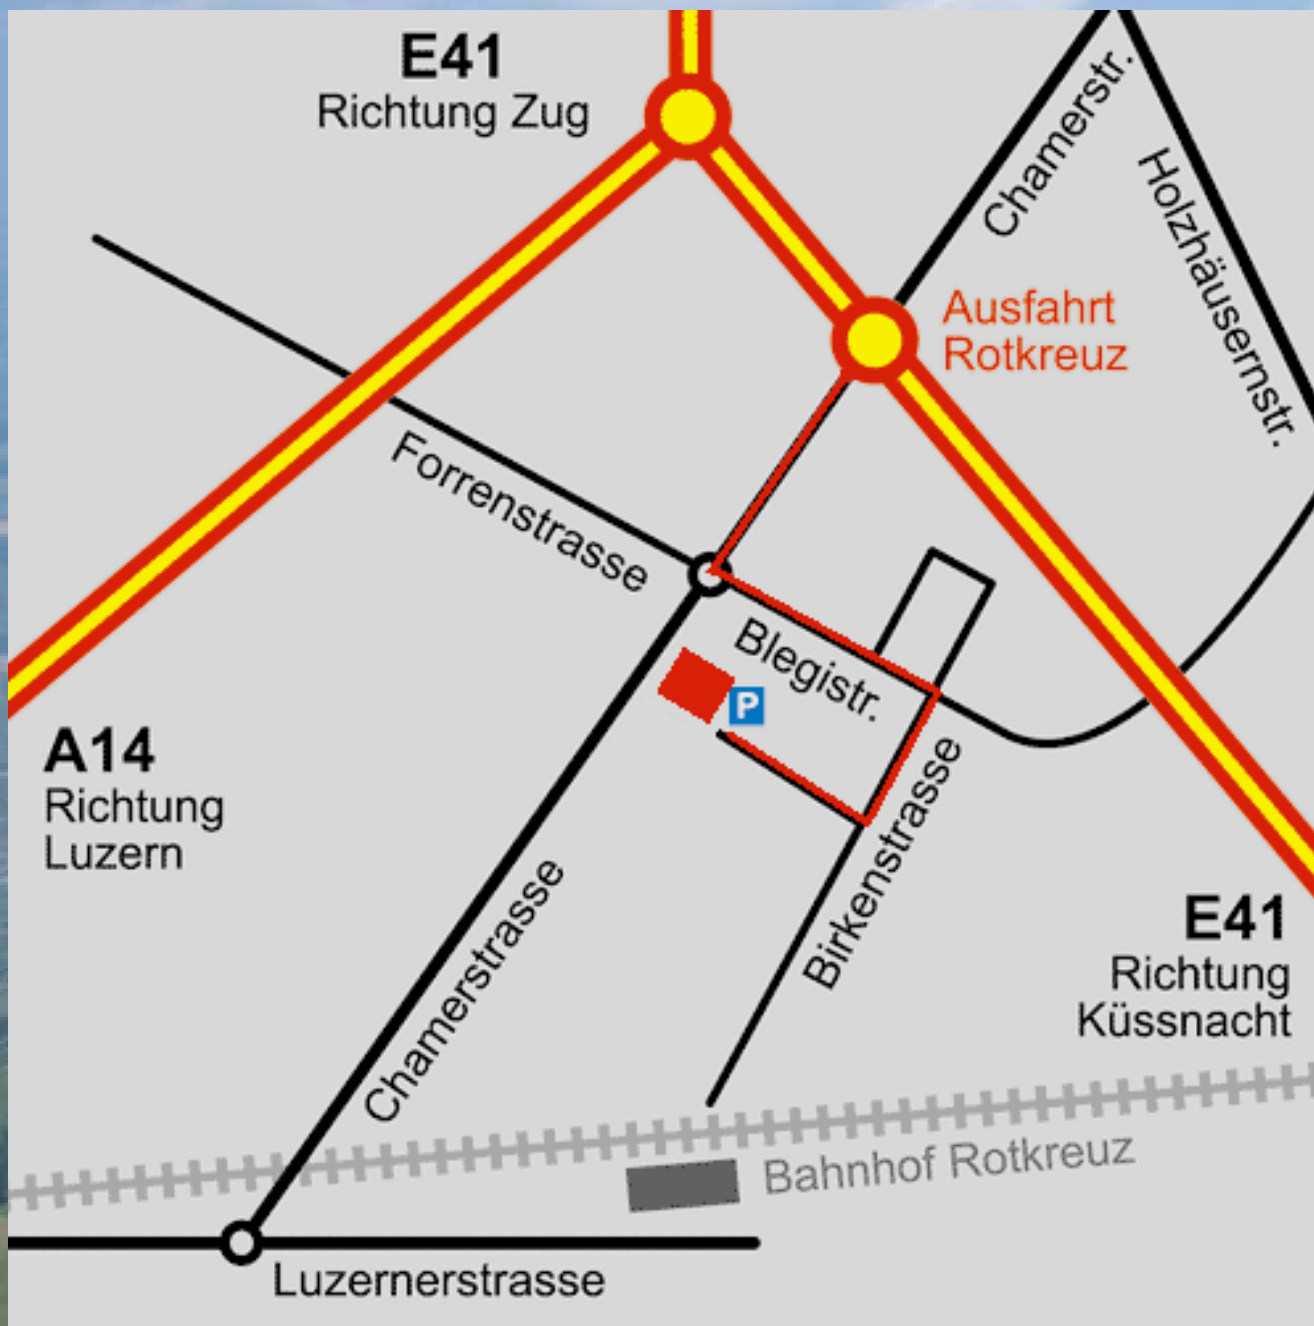 E41
Richtung Zug
Chamerstr.
Holzhäusernstr.
Ausfahrt
Rotkreuz
Forrenstrasse
Blegistr.
P
A14
Richtung
Luzern
Birkenstrasse
Chamerstrasse
E41
Richtung
Küssnacht
Bahnhof Rotkreuz
Luzernerstrasse